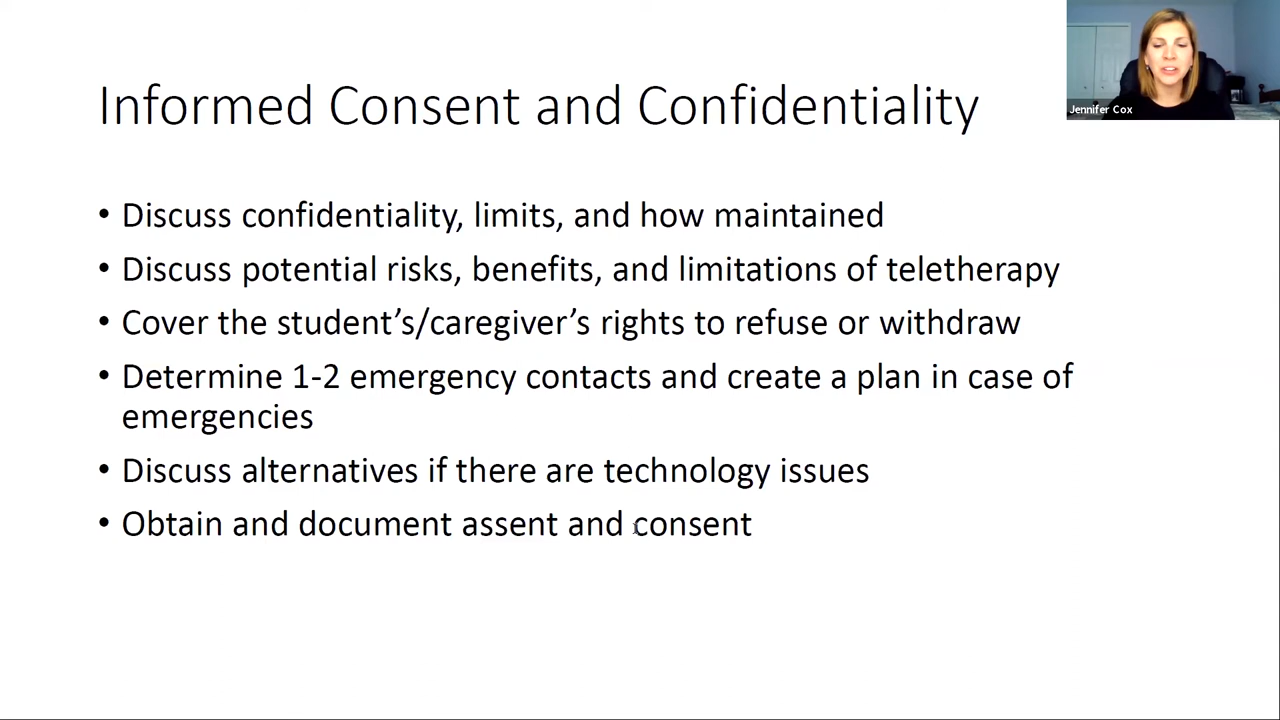 Informed Consent and Confidentiality
Jennifer Cox
• Discuss confidentiality, limits, and how maintained
• Discuss potential risks, benefits, and limitations of teletherapy
• Cover the student’s/caregiver’s rights to refuse or withdraw
• Determine 1-2 emergency contacts and create a plan in case of
emergencies
• Discuss alternatives if there are technology issues
• Obtain and document assent and consent